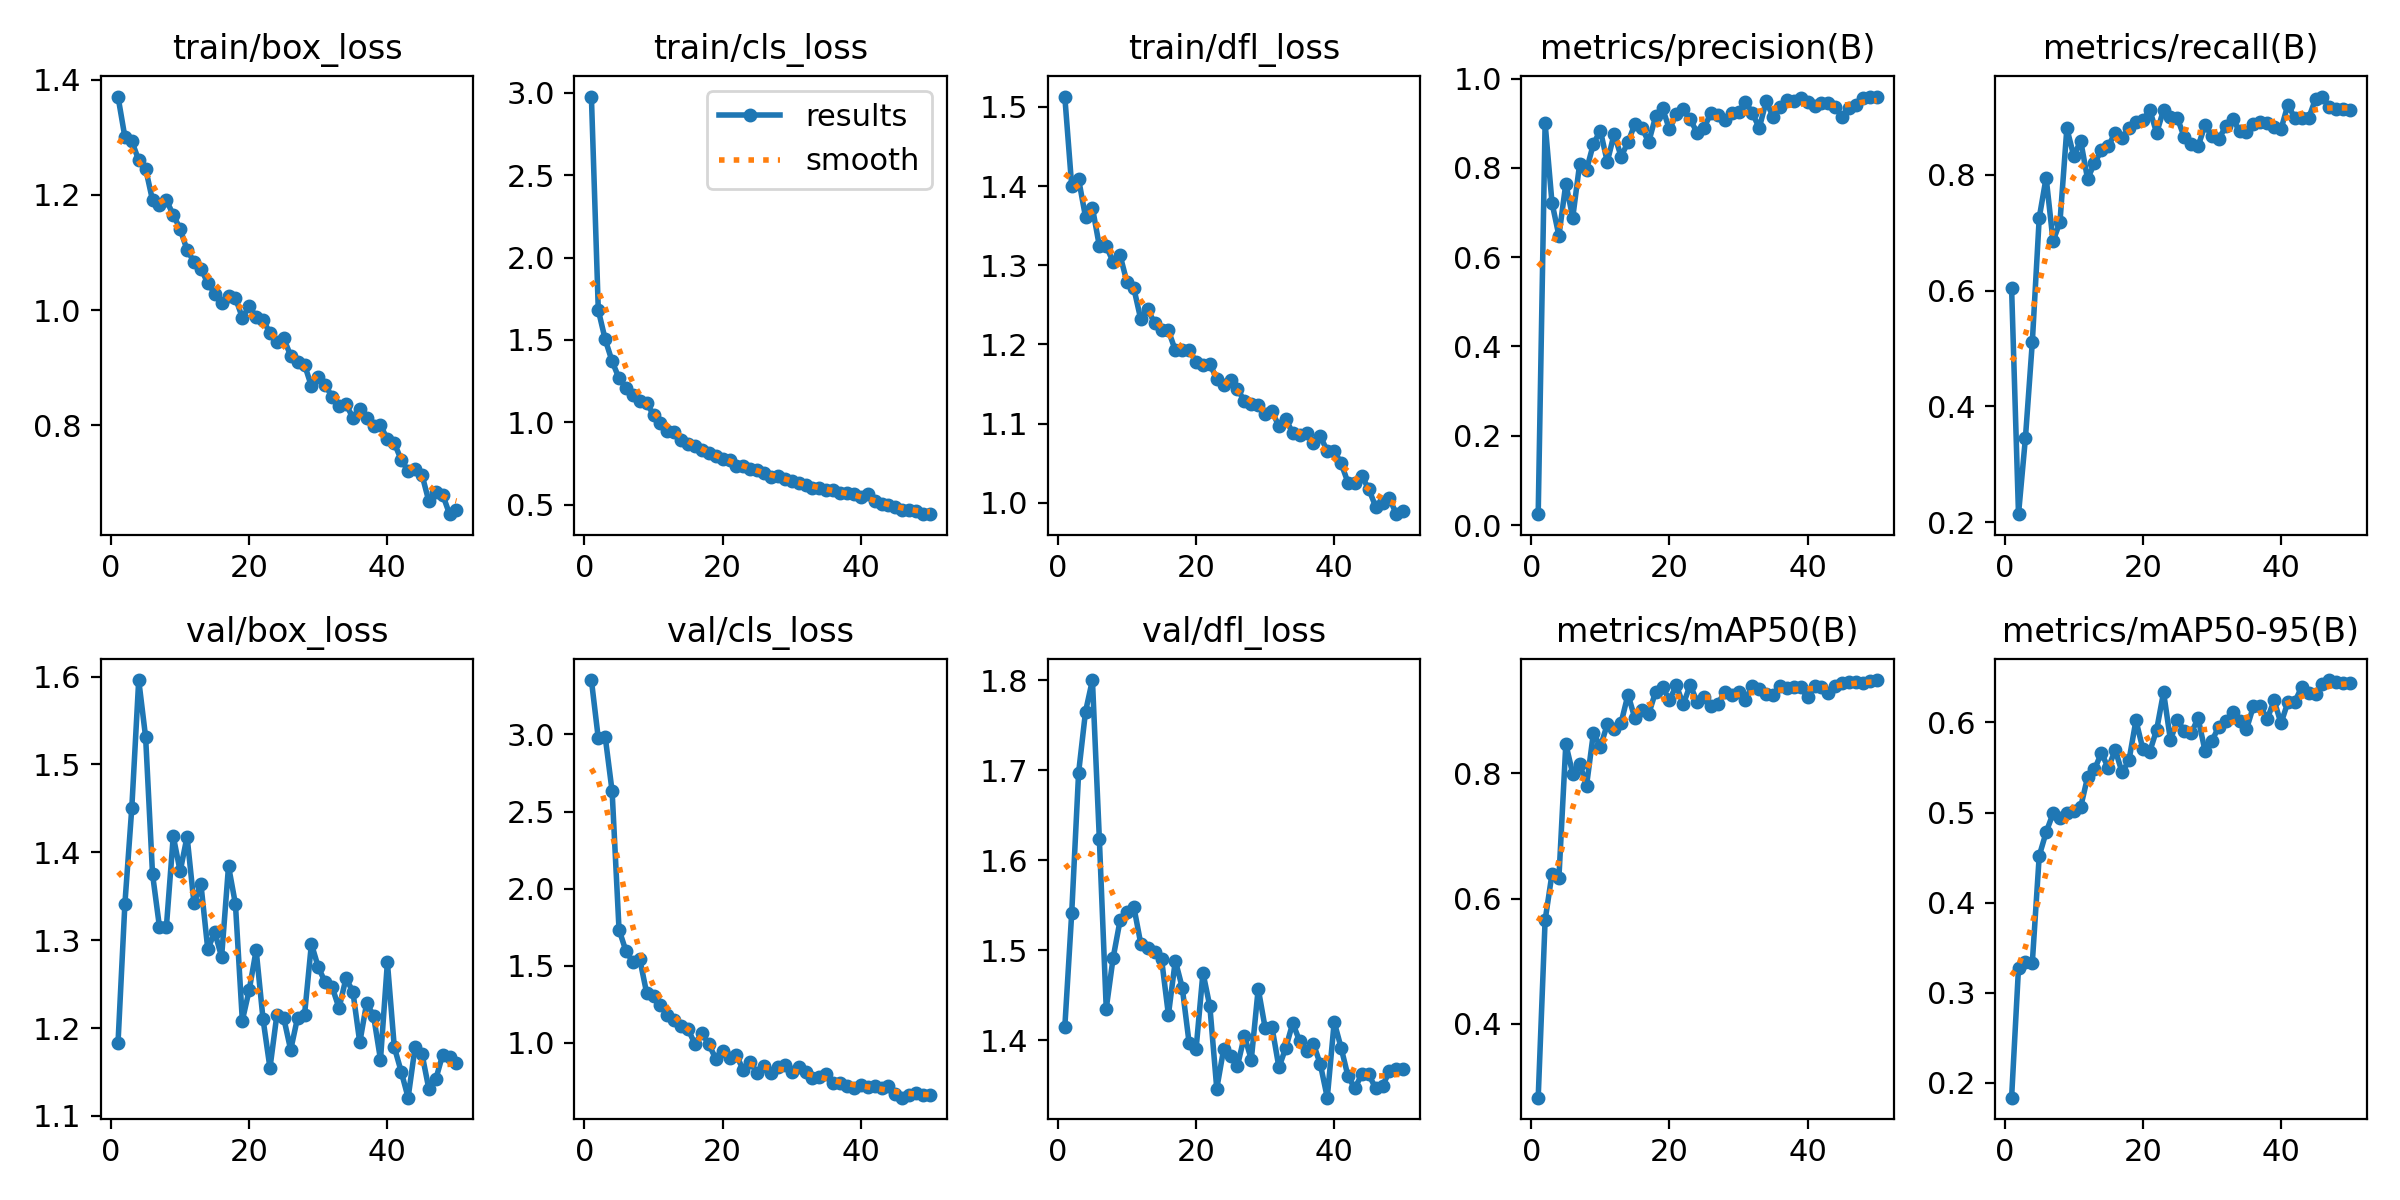 train/box_loss
1.4
1.2
1.0
0.8
0 20 40
train/cls_loss
results
smooth
3.0
2.5
2.0
1.5
1.0
0.5
0 20 40
train/dfl_loss
1.5
1.4
1.3
1.2
1.1
1.0
0 20 40
metrics/precision(B)
1.0
0.8
0.6
0.4
0.2
0.0
0 20 40
metrics/recall(B)
0.8
0.6
0.4
0.2
0 20 40
val/box_loss
1.6
1.5
1.4
1.3
1.2
1.1
0 20 40
val/cls_loss
3.0
2.5
2.0
1.5
1.0
0 20 40
val/dfl_loss
1.8
1.7
1.6
1.5
1.4
0 20 40
metrics/mAP50(B)
0.8
0.6
0.4
0 20 40
metrics/mAP50-95(B)
0.6
0.5
0.4
0.3
0.2
0 20 40